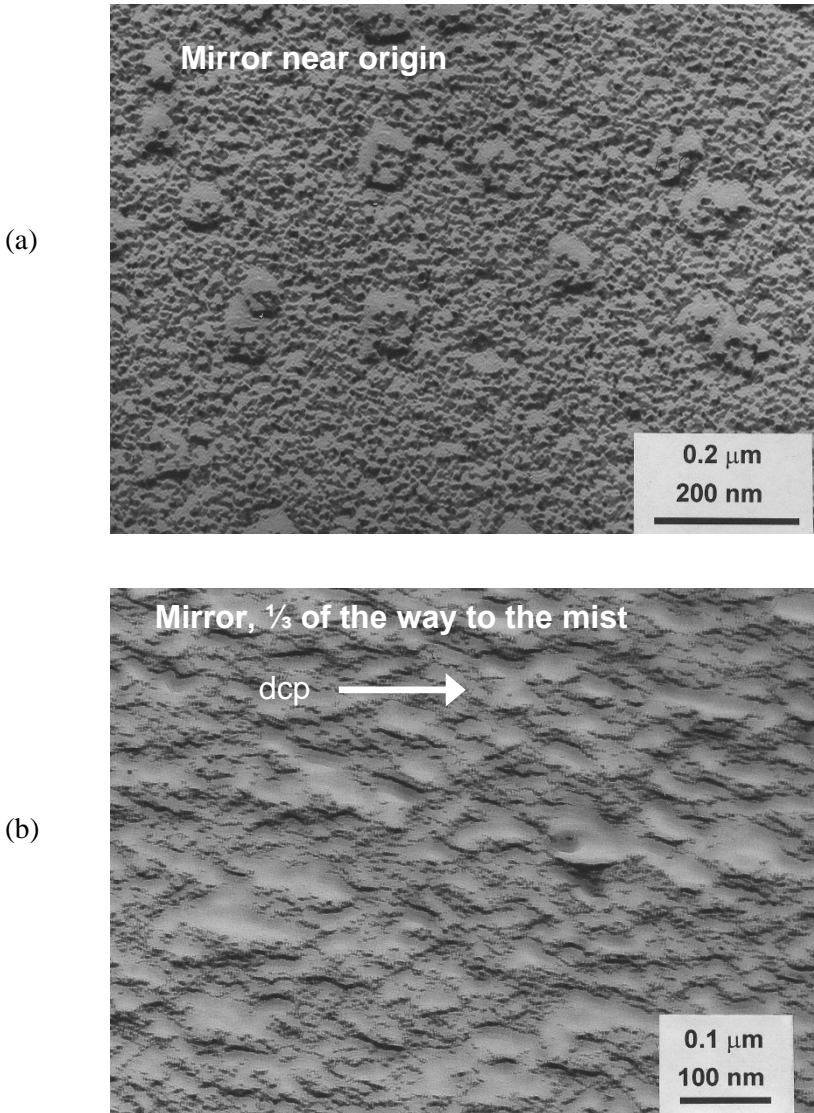 Mirror near origin
(a)
0.2 μm
200 nm
Mirror, ⅓ of the way to the mist
dcp
(b)
0.1 μm
100 nm